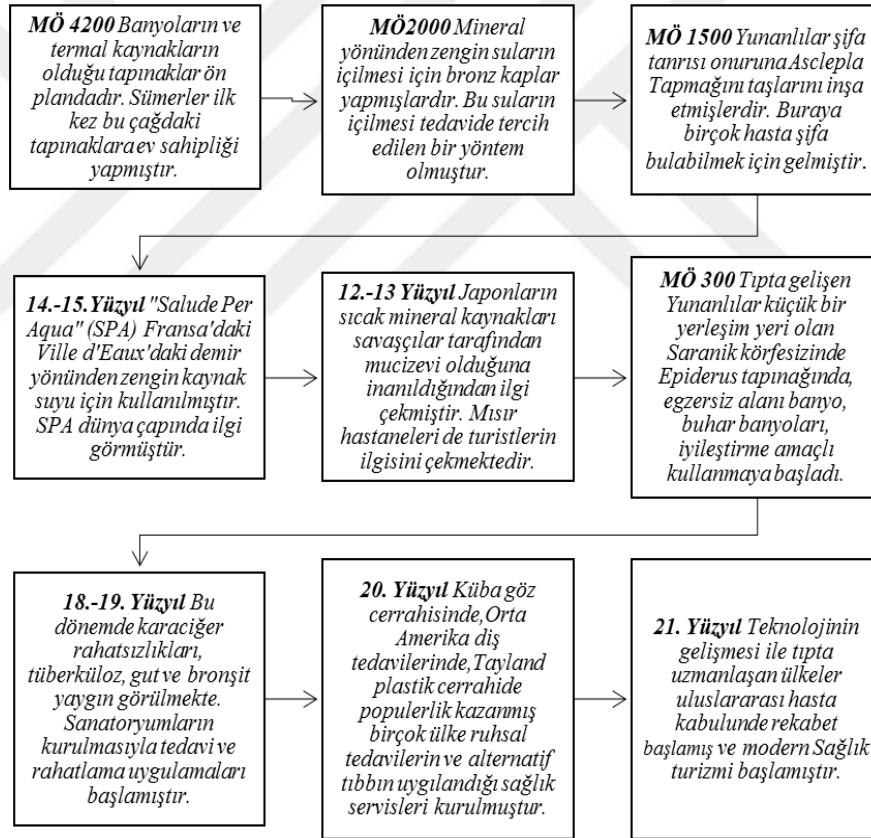 MÖ 4200 Banyoların ve
termal kaynakların
olduğu tapınaklar ön
plandadır. Sümerler ilk
kez bu çağdaki
tapınaklara ev sahipliği
yapmıştır.
MÖ2000 Mineral
yönünden zengin suların
içilmesi için bronz kaplar
yapmışlardır. Bu suların
içilmesi tedavide tercih
edilen bir yöntem
olmuştur.
MÖ 1500 Yunanlılar şifa
tanrısı onuruna Asclepla
Tapmağını taşlarını inşa
etmişlerdir. Buraya
birçok hasta şifa
bulabilmek için gelmiştir.
14.-15.Yüzyıl "Salude Per
Aqua" (SPA) Fransa'daki
Ville d'Eaux'daki demir
yönünden zengin kaynak
suyu için kullanılmıştır.
SPA dünya çapında ilgi
görmüştür.
12.-13 Yüzyıl Japonların
sıcak mineral kaynakları
savaşçılar tarafından
mucizevi olduğuna
inanıldığından ilgi
çekmiştir. Mısır
hastaneleri de turistlerin
ilgisini çekmektedir.
MÖ 300 Tıpta gelişen
Yunanlılar küçük bir
yerleşim yeri olan
Saranik körfesizinde
Epiderus tapınağında,
egzersiz alanı banyo,
buhar banyoları,
iyileştirme amaçlı
kullanmaya başladı.
18.-19. Yüzyıl Bu
dönemde karaciğer
rahatsızlıkları,
tüberküloz, gut ve bronşit
yaygın görülmekte.
Sanatoryumların
kurulmasıyla tedavi ve
rahatlama uygulamaları
başlamıştır.
20. Yüzyıl Küba göz
cerrahisinde,Orta
Amerika diş
tedavilerinde,Tayland
plastik cerrahide
populerlik kazanmış
birçok ülke ruhsal
tedavilerin ve alternatif
tıbbın uygılandığı sağlık
servisleri kurulmuştur.
21. Yüzyıl Teknolojinin
gelişmesi ile tıpta
uzmanlaşan ülkeler
uluslararası hasta
kabulunde rekabet
başlamış ve modern Sağlık
turizmi başlamıştır.